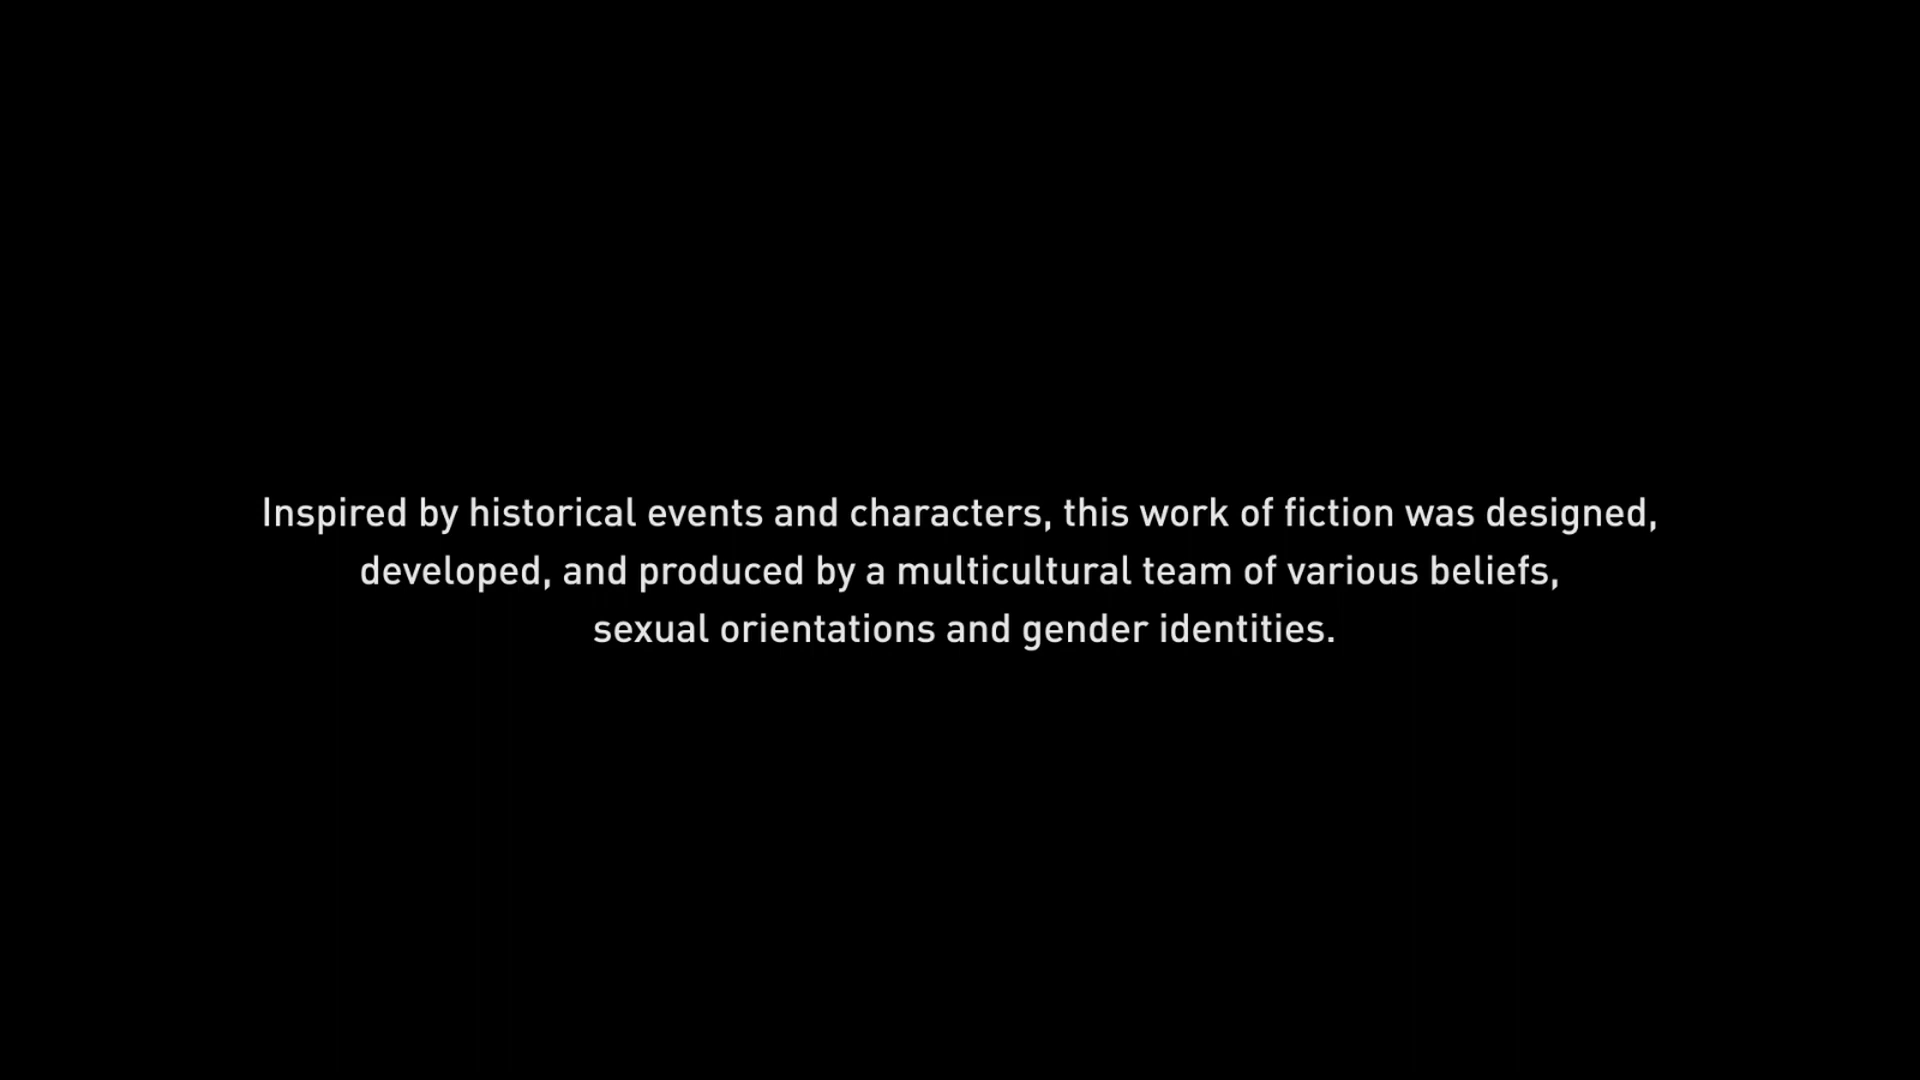 Inspired by historical events and characters, this work of fiction was designed,
developed, and produced by a multicultural team of various beliefs,
sexual orientations and gender identities.